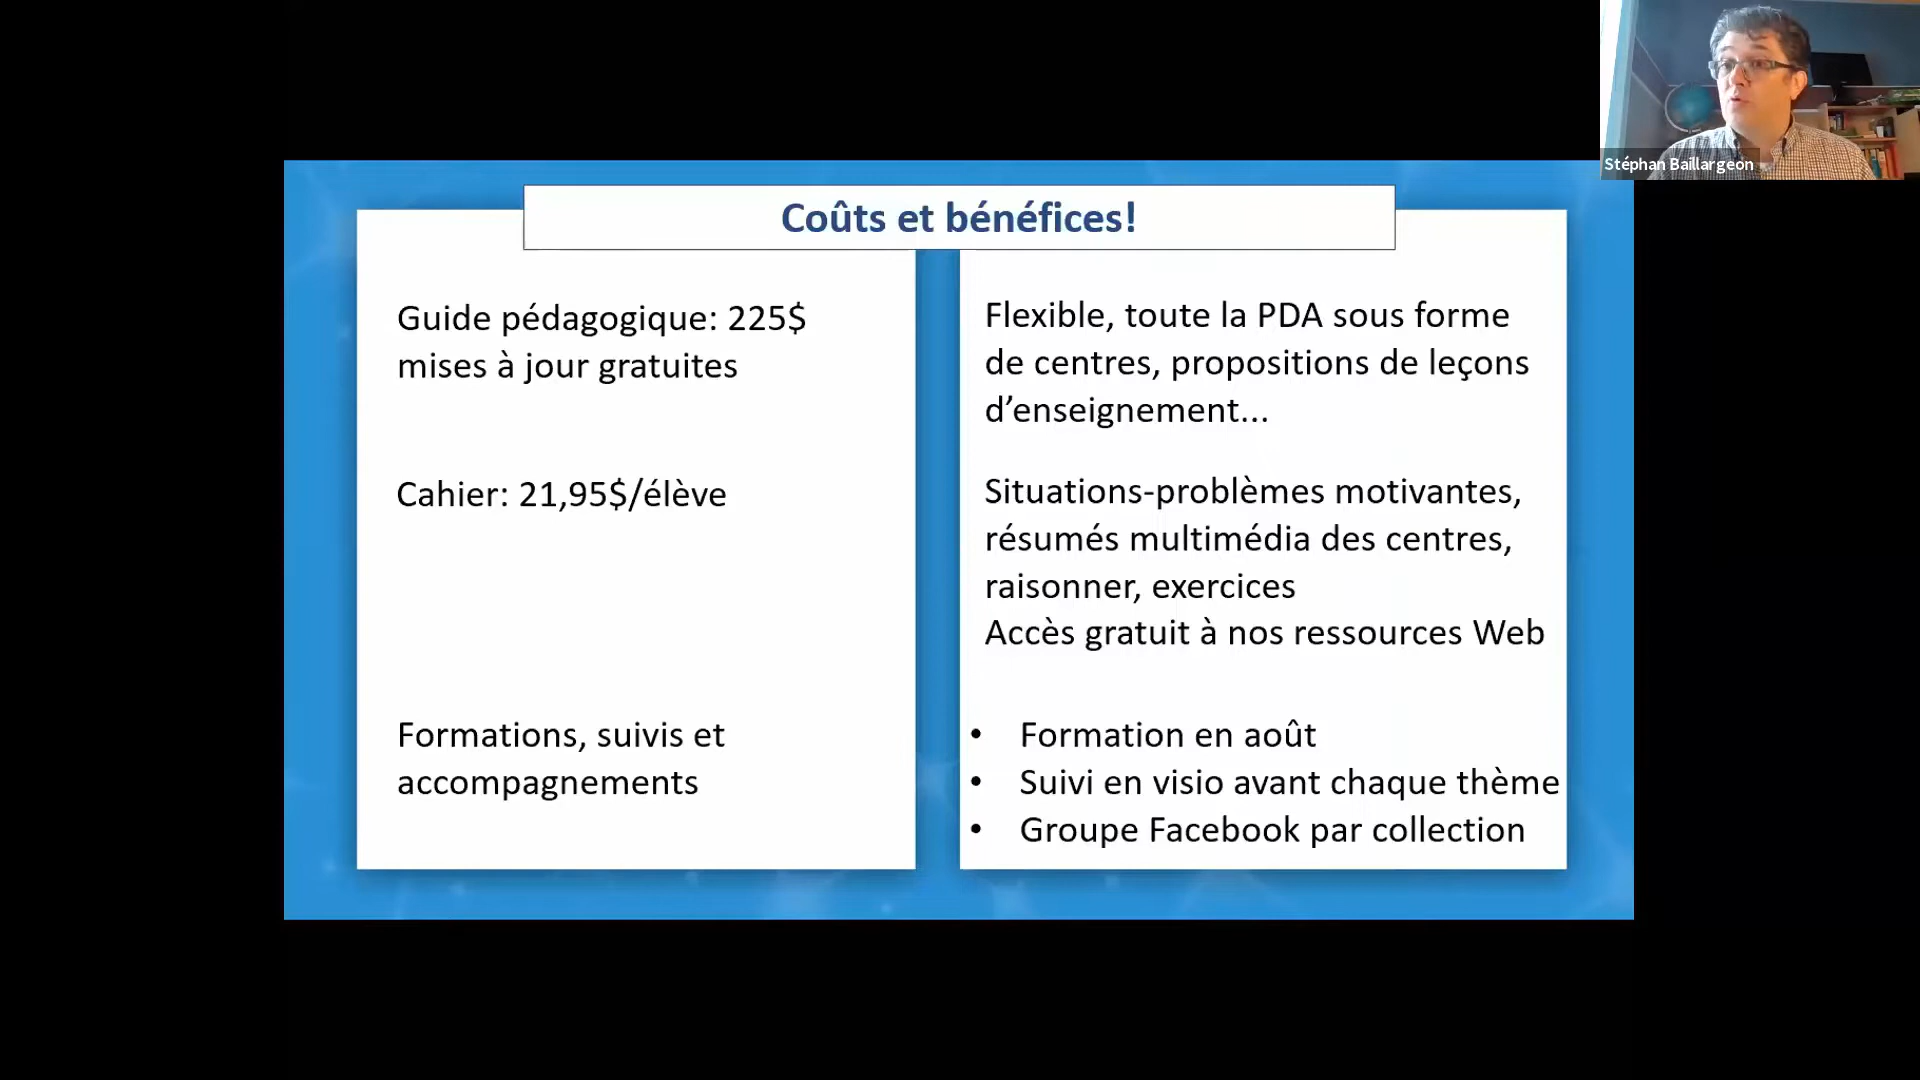 Stéphan Baillargeon
Coûts et bénéfices!
Guide pédagogique: 225$
mises à jour gratuites
Flexible, toute la PDA sous forme
de centres, propositions de leçons
d’enseignement...
Cahier: 21,95$/élève
Situations-problèmes motivantes,
résumés multimédia des centres,
raisonner, exercices
Accès gratuit à nos ressources Web
Formations, suivis et
accompagnements
• Formation en août
• Suivi en visio avant chaque thème
• Groupe Facebook par collection